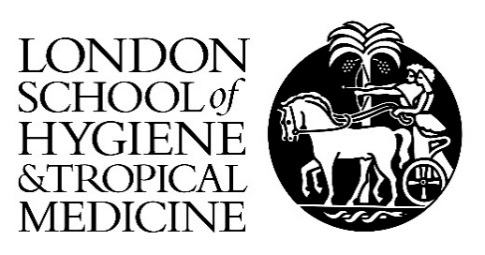 LONDON
SCHOOL of
HYGIENE
&TROPICAL
MEDICINE